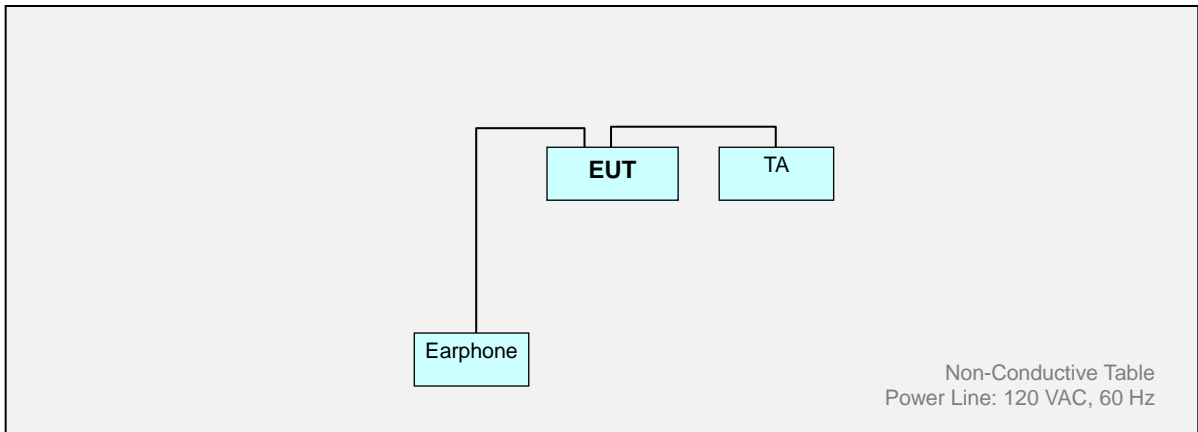 EUT
TA
Earphone
Non-Conductive Table
Power Line: 120 VAC, 60 Hz